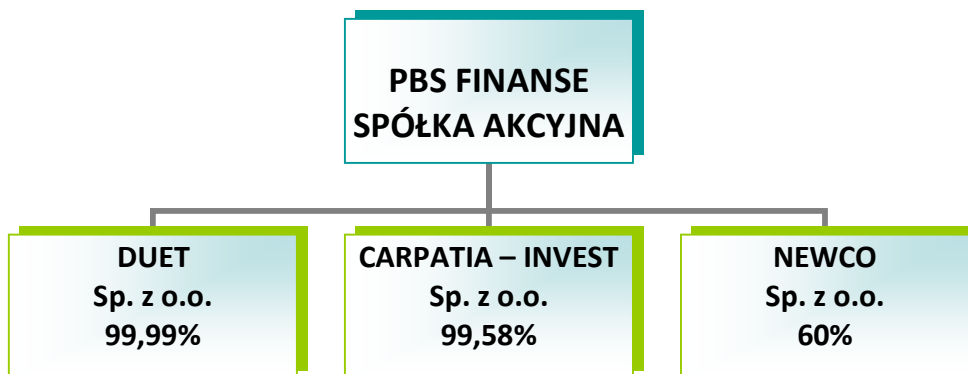 PBS FINANSE
SPÓŁKA AKCYJNA
DUET
Sp. z o.o.
99,99%
CARPATIA – INVEST
Sp. z o.o.
99,58%
NEWCO
Sp. z o.o.
60%